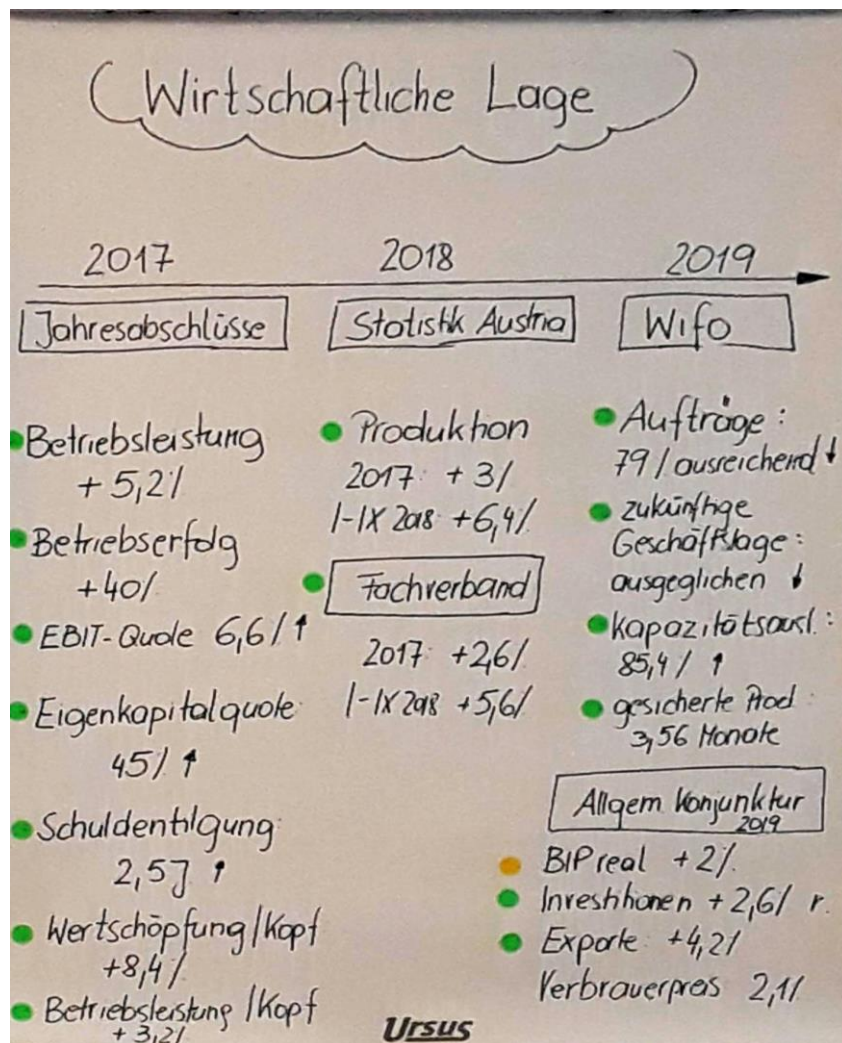 Wirtschaftliche Lage
2017
2018
2019
Jahresabschlüsse
Statistik Austria
Wifo
Betriebsleistung
+ 5,2%
Betriebserfolg
+40%
EBIT-Quote 6,6% ↑
Eigenkapitalquote:
45% ↑
Schuldentilgung:
2,5J ↑
Wertschöpfung/Kopf
+8,4%
Betriebsleistung/Kopf
+ 3,2%
Produktion
2017: + 3%
I-IX 2018 +6,4%
Fachverband
2017: +2,6%
I-IX 2018 +5,6%
Aufträge:
79% ausreichend ↓
zukünftige
Geschäftslage:
ausgeglichen ↓
Kapazitätsausl.:
85,4% ↑
gesicherte Prod.:
3,56 Monate
Allgem Konjunktur
2019
BIP real +2%
Investitionen +2,6% r.
Exporte: +4,2%
Verbraucherpreis 2,1%
Ursus